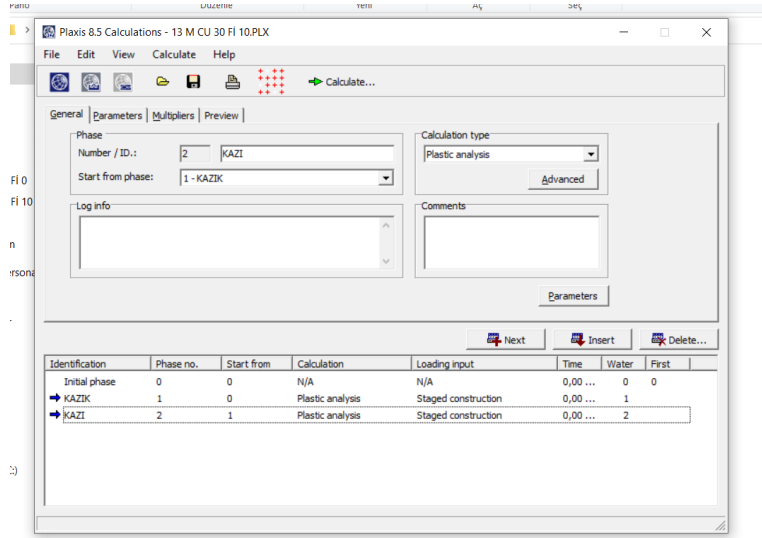 Pano Düzenle Yeni Aç Seç
Plaxis 8.5 Calculations - 13 M CU 30 Fİ 10.PLX
File Edit View Calculate Help
Calculate...
General Parameters Multipliers Preview
Phase
Number / ID.: 2 KAZI
Start from phase: 1 - KAZIK
Calculation type
Plastic analysis
Advanced
Log info
Comments
Parameters
Fİ 0
Fİ 10
n
ersona
Next Insert Delete...
Identification Phase no. Start from Calculation Loading input Time Water First
Initial phase 0 0 N/A N/A 0,00 ... 0 0
KAZIK 1 0 Plastic analysis Staged construction 0,00 ... 1
KAZI 2 1 Plastic analysis Staged construction 0,00 ... 2
C:)